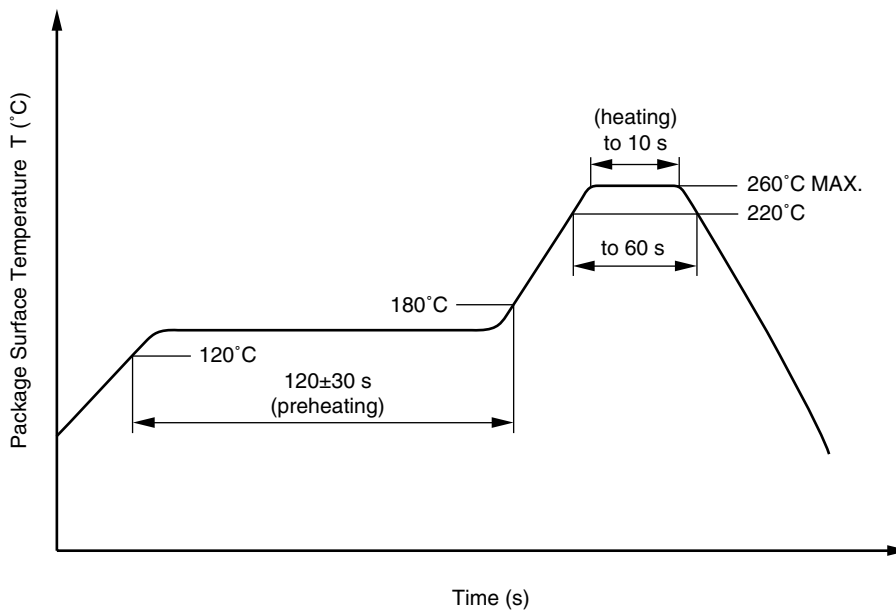 (heating)
to 10 s
260˚C MAX.
220˚C
to 60 s
180˚C
120˚C
120±30 s
(preheating)
Package Surface Temperature T (˚C)
Time (s)